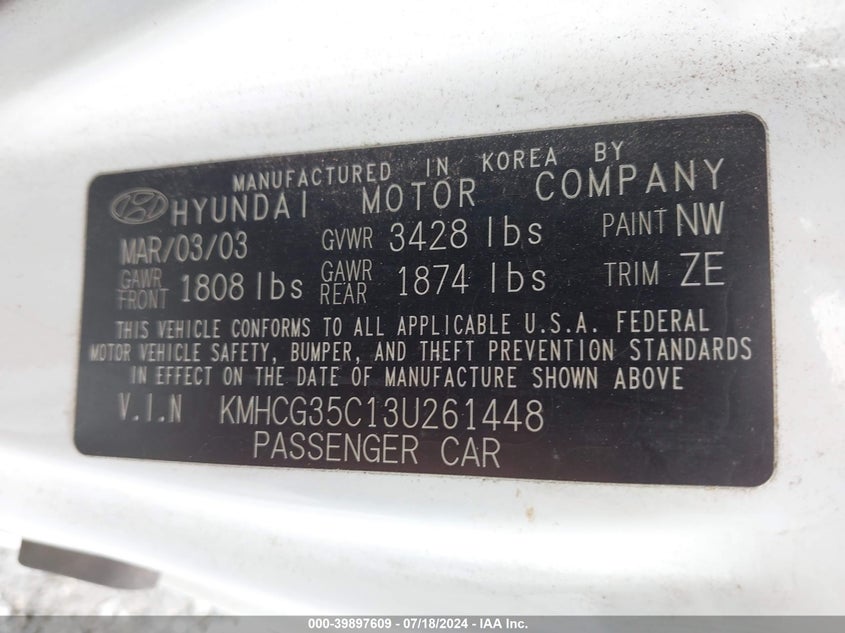 MANUFACTURED IN KOREA BY
HYUNDAI MOTOR COMPANY
MAR/03/03 GVWR 3428 lbs PAINT NW
GAWR FRONT 1808 lbs GAWR REAR 1874 lbs TRIM ZE
THIS VEHICLE CONFORMS TO ALL APPLICABLE U.S.A. FEDERAL
MOTOR VEHICLE SAFETY, BUMPER, AND THEFT PREVENTION STANDARDS
IN EFFECT ON THE DATE OF MANUFACTURE SHOWN ABOVE
V.I.N KMHCG35C13U261448
PASSENGER CAR
000-39897609 - 07/18/2024 - IAA Inc.